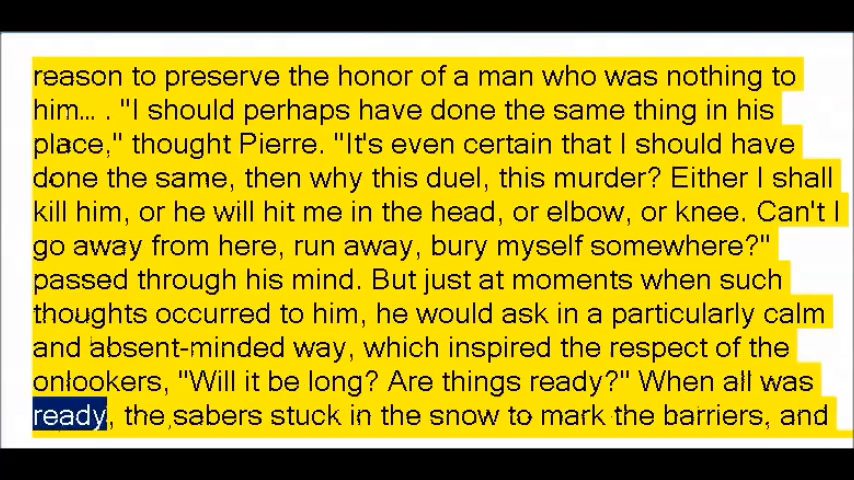 reason to preserve the honor of a man who was nothing to
him... . "I should perhaps have done the same thing in his
place," thought Pierre. "It's even certain that I should have
done the same, then why this duel, this murder? Either I shall
kill him, or he will hit me in the head, or elbow, or knee. Can't I
go away from here, run away, bury myself somewhere?"
passed through his mind. But just at moments when such
thoughts occurred to him, he would ask in a particularly calm
and absent-minded way, which inspired the respect of the
onlookers, "Will it be long? Are things ready?" When all was
ready, the sabers stuck in the snow to mark the barriers, and